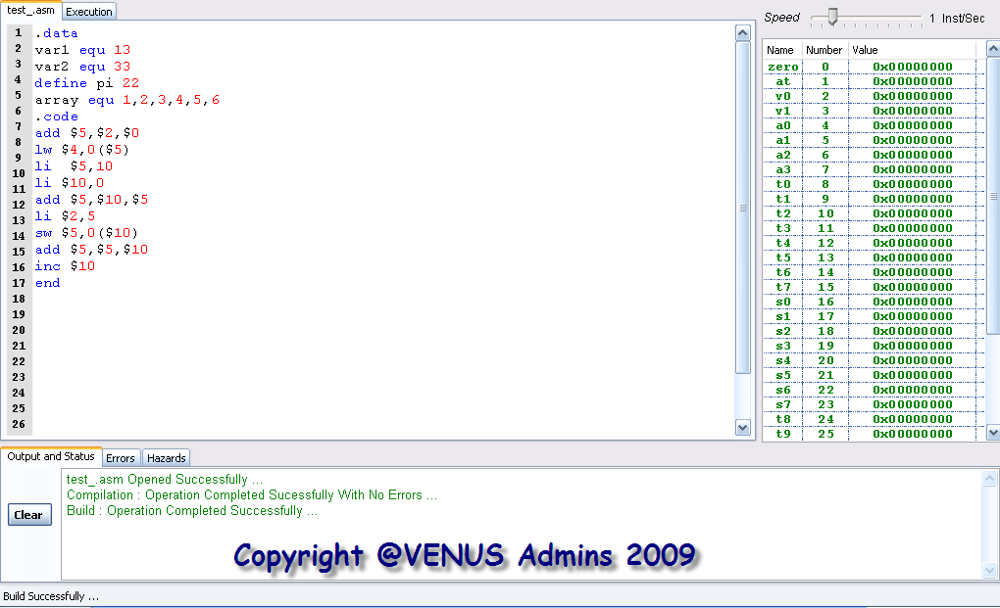 test_.asm Execution
Speed 1 Inst/Sec
1 .data
2 var1 equ 13
3 var2 equ 33
4 define pi 22
5 array equ 1,2,3,4,5,6
6 .code
7 add $5,$2,$0
8 lw $4,0($5)
9 li $5,10
10 li $10,0
11 add $5,$10,$5
12 li $2,5
13 sw $5,0($10)
14 add $5,$5,$10
15 inc $10
16 end
17
18
19
20
21
22
23
24
25
26
Name Number Value
zero 0 0x00000000
at 1 0x00000000
v0 2 0x00000000
v1 3 0x00000000
a0 4 0x00000000
a1 5 0x00000000
a2 6 0x00000000
a3 7 0x00000000
t0 8 0x00000000
t1 9 0x00000000
t2 10 0x00000000
t3 11 0x00000000
t4 12 0x00000000
t5 13 0x00000000
t6 14 0x00000000
t7 15 0x00000000
s0 16 0x00000000
s1 17 0x00000000
s2 18 0x00000000
s3 19 0x00000000
s4 20 0x00000000
s5 21 0x00000000
s6 22 0x00000000
s7 23 0x00000000
t8 24 0x00000000
t9 25 0x00000000
Output and Status Errors Hazards
Clear
test_.asm Opened Successfully ...
Compilation : Operation Completed Sucessfully With No Errors ...
Build : Operation Completed Successfully ...
Copyright @VENUS Admins 2009
Build Successfully ...